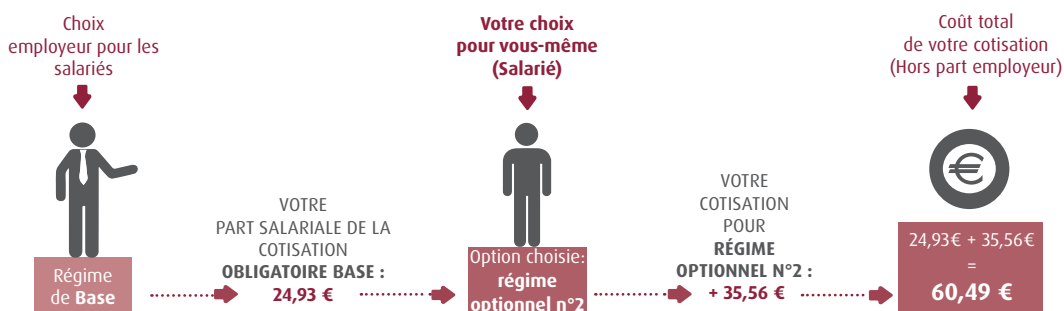 Choix
employeur pour les
salariés
Régime
de Base
VOTRE
PART SALARIALE DE LA
COTISATION
OBLIGATOIRE BASE :
24,93 €
Votre choix
pour vous-même
(Salarié)
Option choisie:
régime
optionnel n°2
VOTRE
COTISATION
POUR
RÉGIME
OPTIONNEL N°2 :
+ 35,56 €
Coût total
de votre cotisation
(Hors part employeur)
€
24,93€ + 35,56€
=
60,49 €